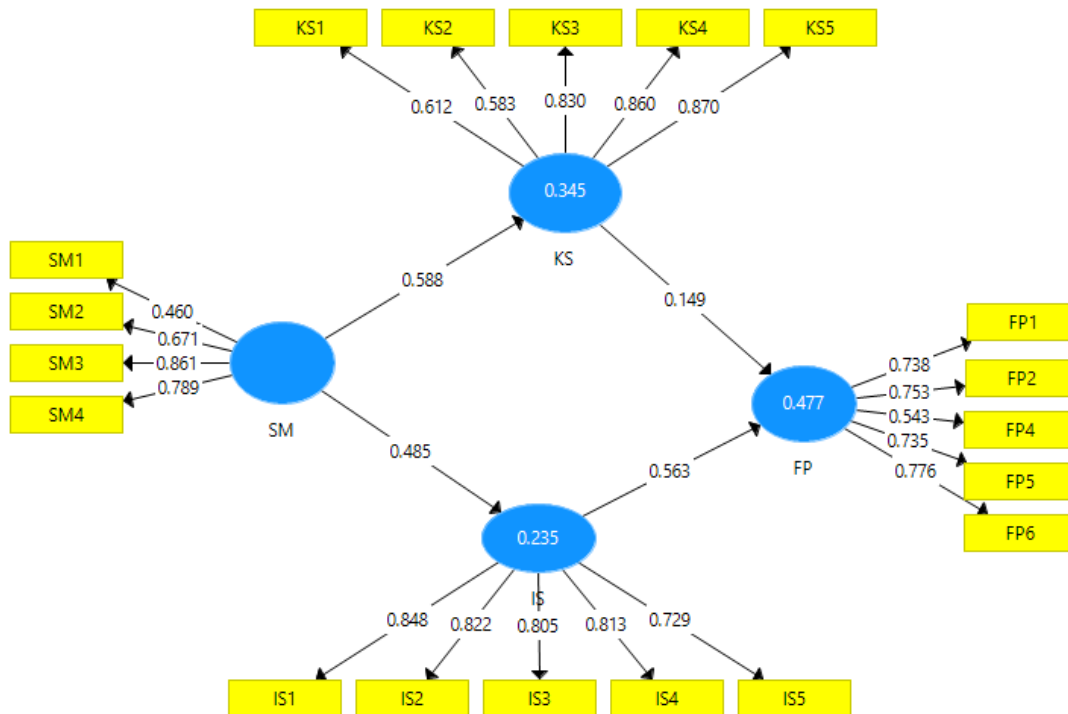 KS1 KS2 KS3 KS4 KS5
0.612 0.583 0.830 0.860 0.870
0.345
KS
SM1
SM2
SM3
SM4
0.460
0.671
0.861
0.789
SM
0.588
0.149
0.485
0.563
FP1
FP2
FP4
FP5
FP6
0.738
0.753
0.543
0.735
0.776
0.477
FP
0.235
IS
0.848 0.822 0.805 0.813 0.729
IS1 IS2 IS3 IS4 IS5